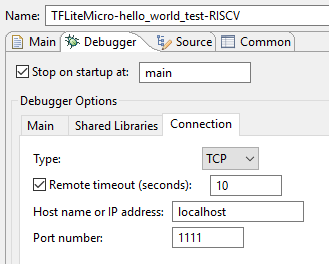 Name: TFLiteMicro-hello_world_test-RISCV
Main Debugger Source Common
Stop on startup at: main
Debugger Options
Main Shared Libraries Connection
Type: TCP
Remote timeout (seconds): 10
Host name or IP address: localhost
Port number: 1111